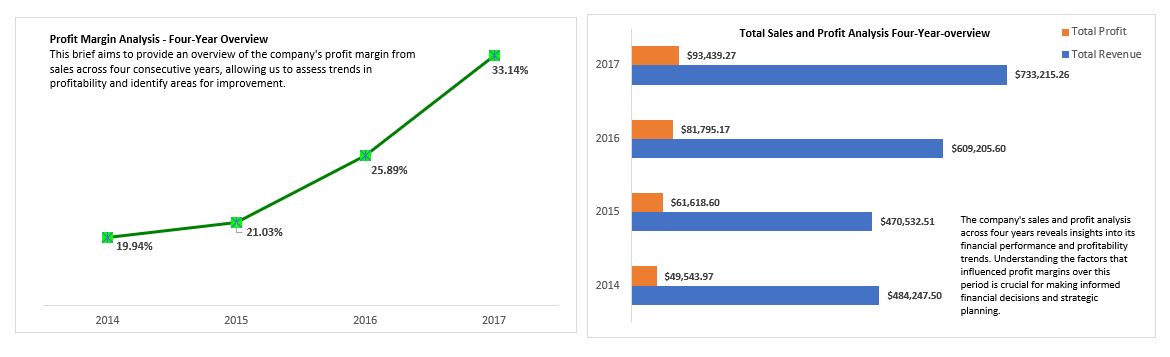 Profit Margin Analysis - Four-Year Overview
This brief aims to provide an overview of the company's profit margin from
sales across four consecutive years, allowing us to assess trends in
profitability and identify areas for improvement.
33.14%
25.89%
21.03%
19.94%
2014 2015 2016 2017
Total Sales and Profit Analysis Four-Year-overview
Total Profit
Total Revenue
2017
$93,439.27
$733,215.26
2016
$81,795.17
$609,205.60
2015
$61,618.60
$470,532.51
2014
$49,543.97
$484,247.50
The company's sales and profit analysis
across four years reveals insights into its
financial performance and profitability
trends. Understanding the factors that
influenced profit margins over this
period is crucial for making informed
financial decisions and strategic
planning.